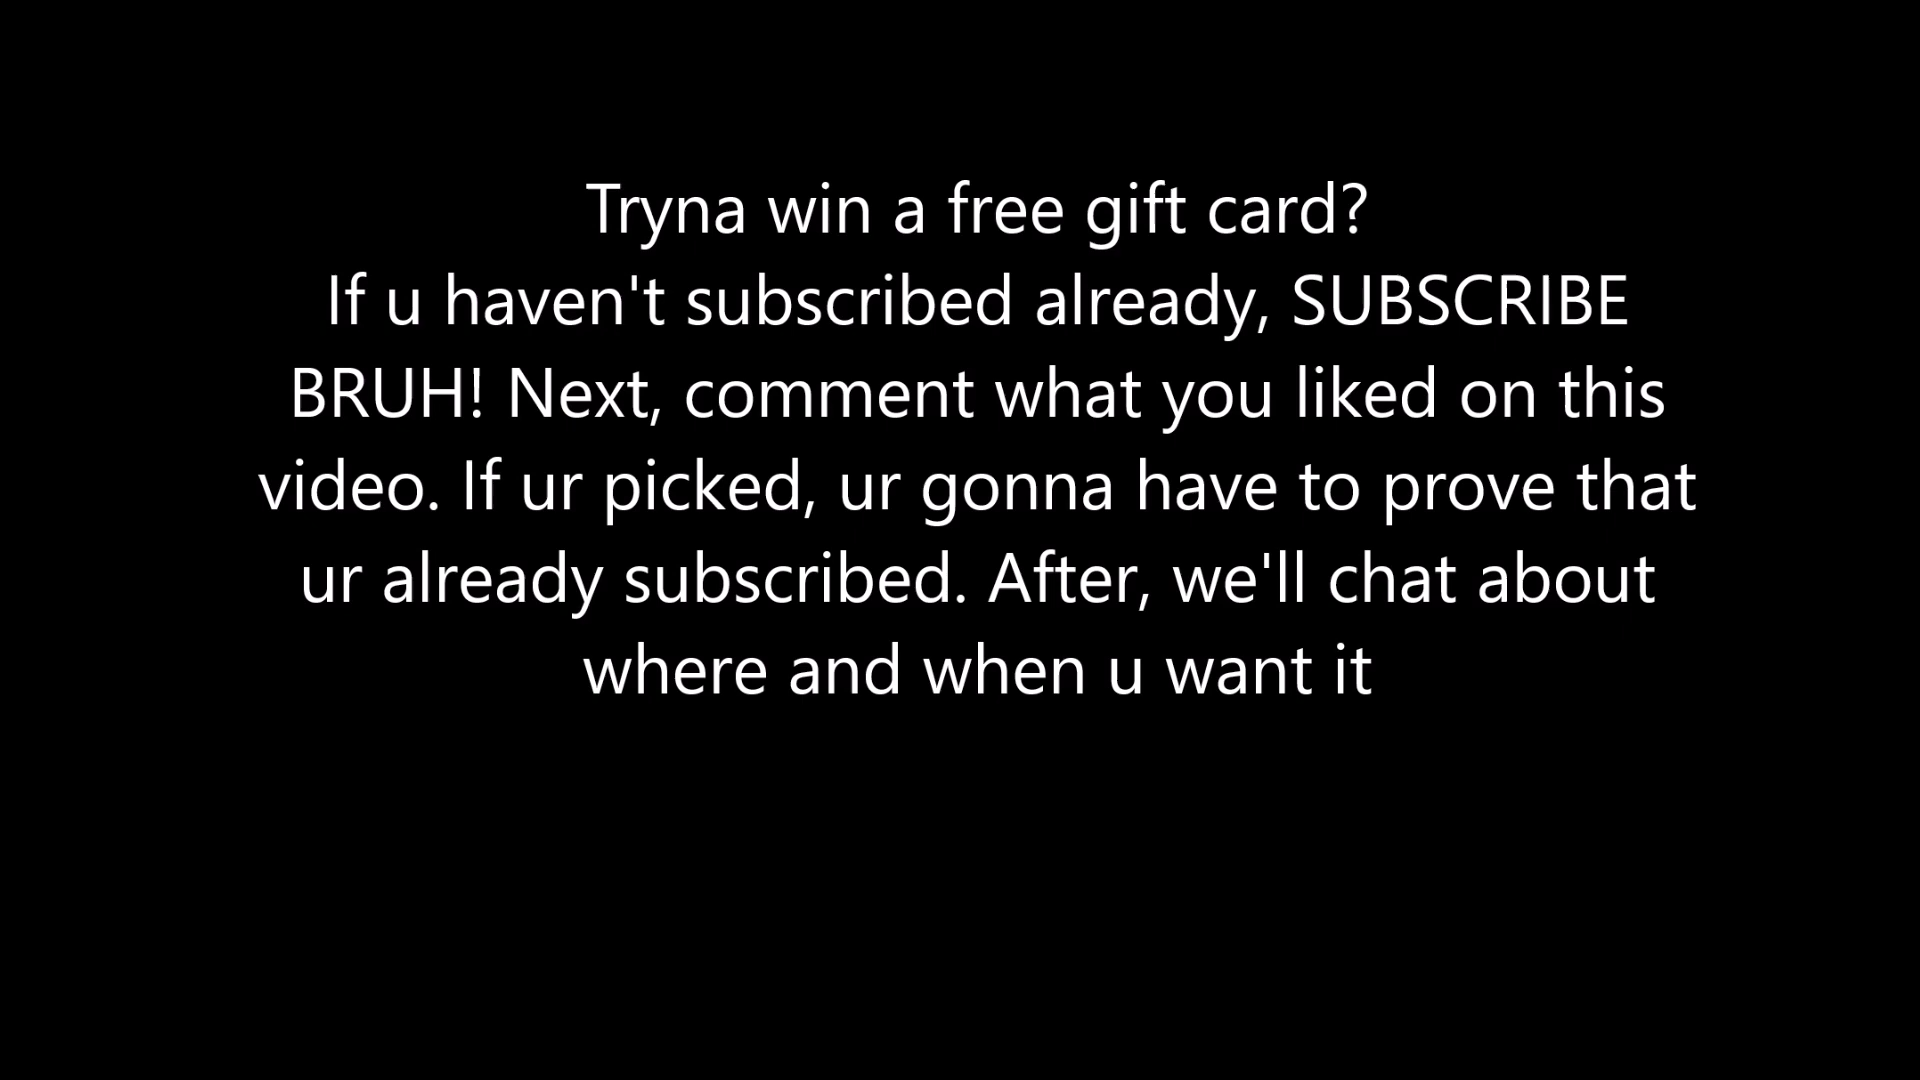 Tryna win a free gift card?
If u haven't subscribed already, SUBSCRIBE
BRUH! Next, comment what you liked on this
video. If ur picked, ur gonna have to prove that
ur already subscribed. After, we'll chat about
where and when u want it